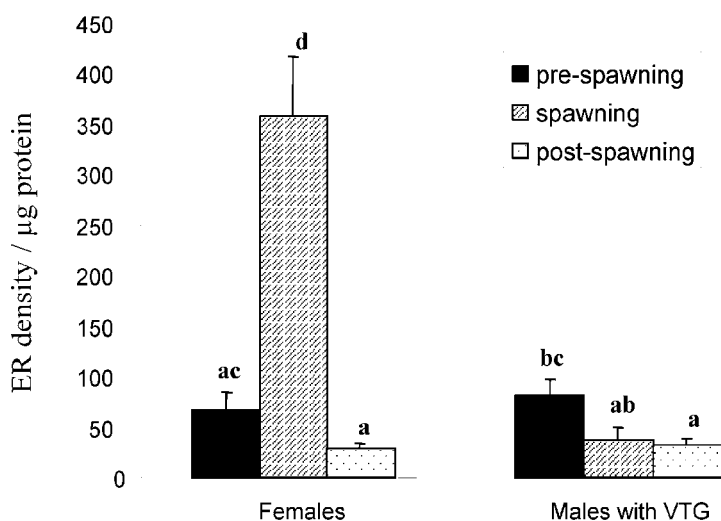 ER density / µg protein
450
400
350
300
250
200
150
100
50
0
d
ac
a
bc
ab
a
pre-spawning
spawning
post-spawning
Females
Males with VTG